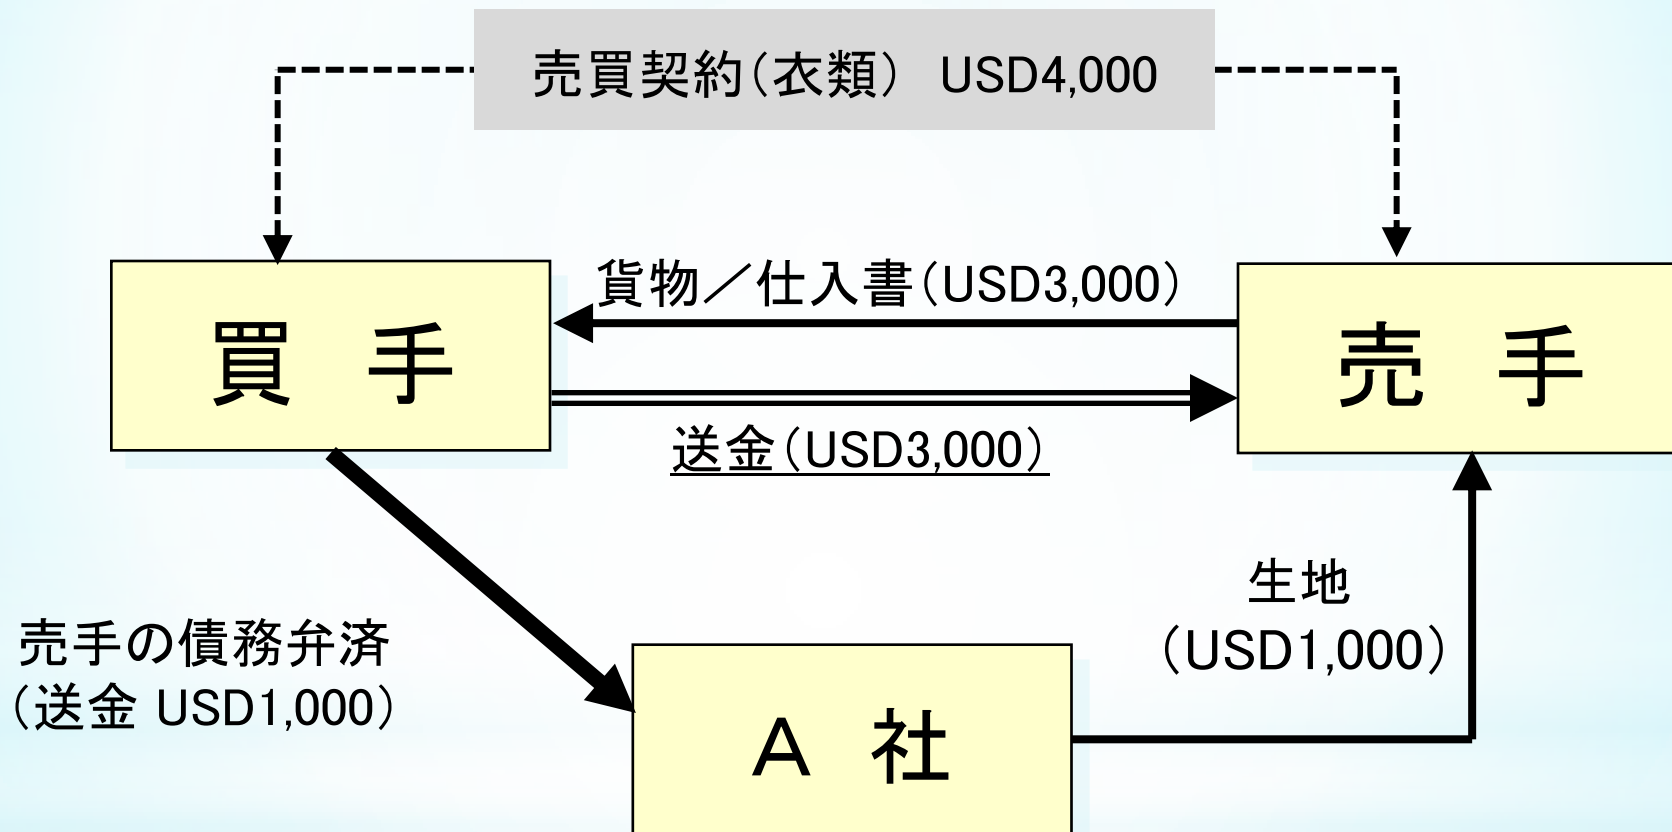 売買契約（衣類） USD4,000
貨物／仕入書（USD3,000）
買 手
売 手
送金（USD3,000）
生地
（USD1,000）
売手の債務弁済
（送金 USD1,000）
Ａ 社